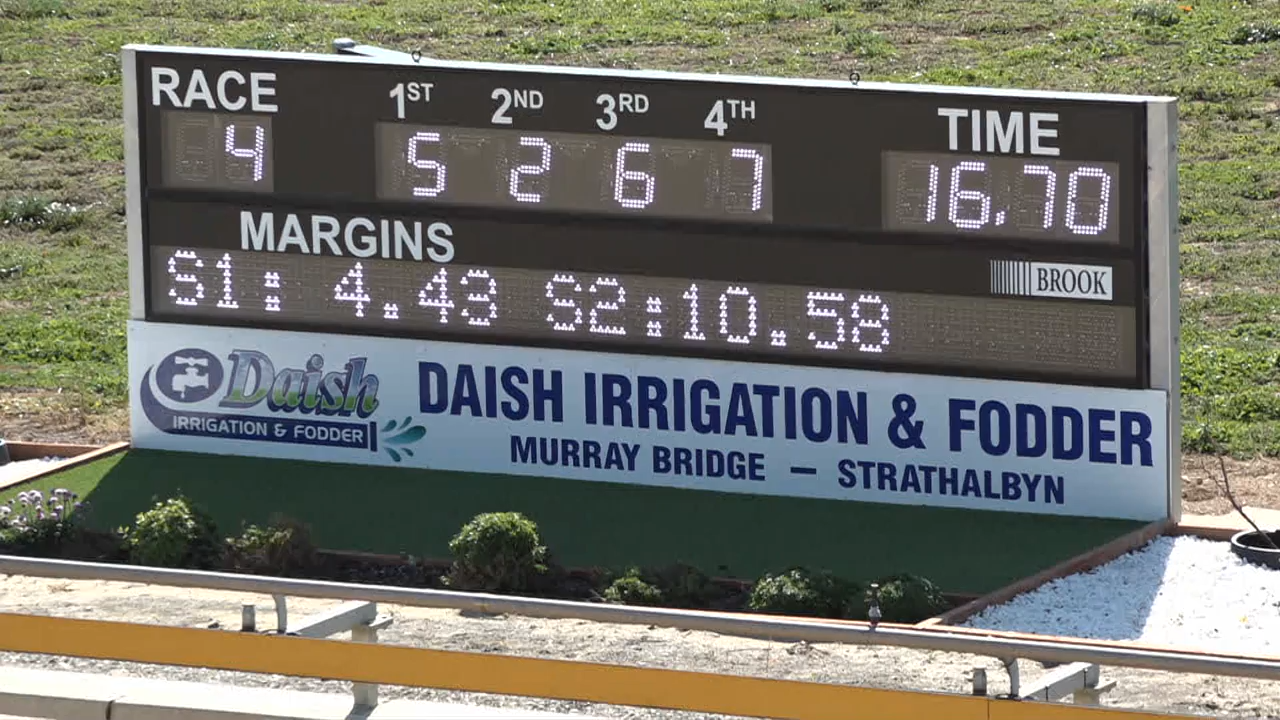 RACE 1ST 2ND 3RD 4TH TIME
4 5 2 6 7 16.70
MARGINS
BROOK
S1: 4.43 S2:10.58
Daish
IRRIGATION & FODDER
DAISH IRRIGATION & FODDER
MURRAY BRIDGE – STRATHALBYN